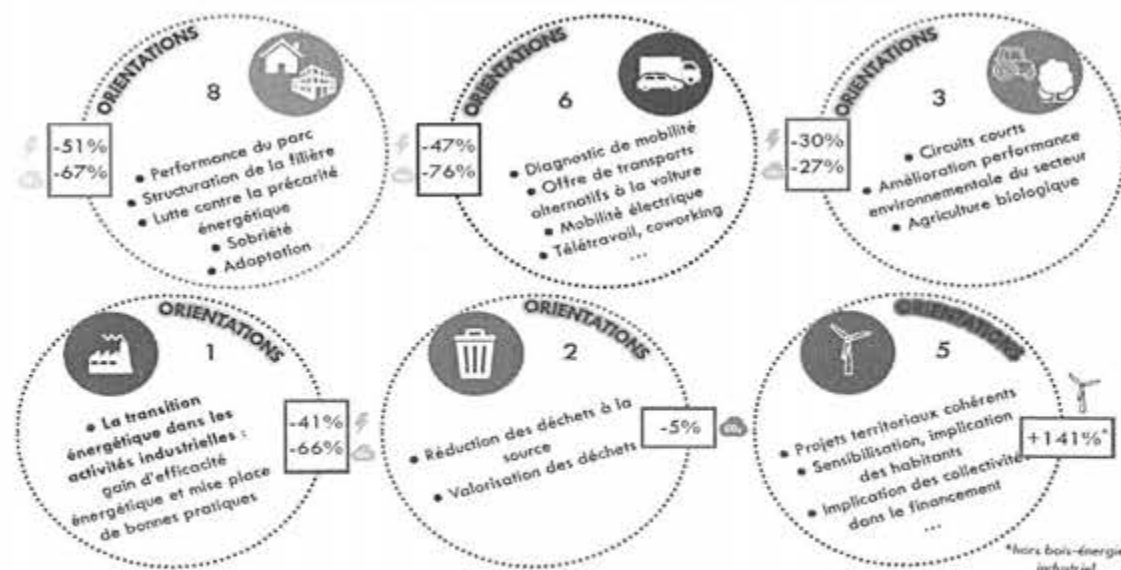 ORIENTATIONS
8
-51%
-67%
• Performance du parc
• Structuration de la filière
• Lutte contre la précarité
énergétique
• Sobriété
• Adaptation
ORIENTATIONS
6
-47%
-76%
• Diagnostic de mobilité
• Offre de transports
alternatifs à la voiture
• Mobilité électrique
• Télétravail, coworking
...
ORIENTATIONS
3
-30%
-27%
• Circuits courts
• Amélioration performance
environnementale du secteur
• Agriculture biologique
ORIENTATIONS
1
• La transition
énergétique dans les
activités industrielles :
gain d'efficacité
énergétique et mise place
de bonnes pratiques
-41%
-66%
ORIENTATIONS
2
• Réduction des déchets à la
source
• Valorisation des déchets
-5%
ORIENTATIONS
5
• Projets territoriaux cohérents
• Sensibilisation, implication
des habitants
• Implication des collectivités
dans le financement
...
+141%*
*hors bois-énergie
industriel